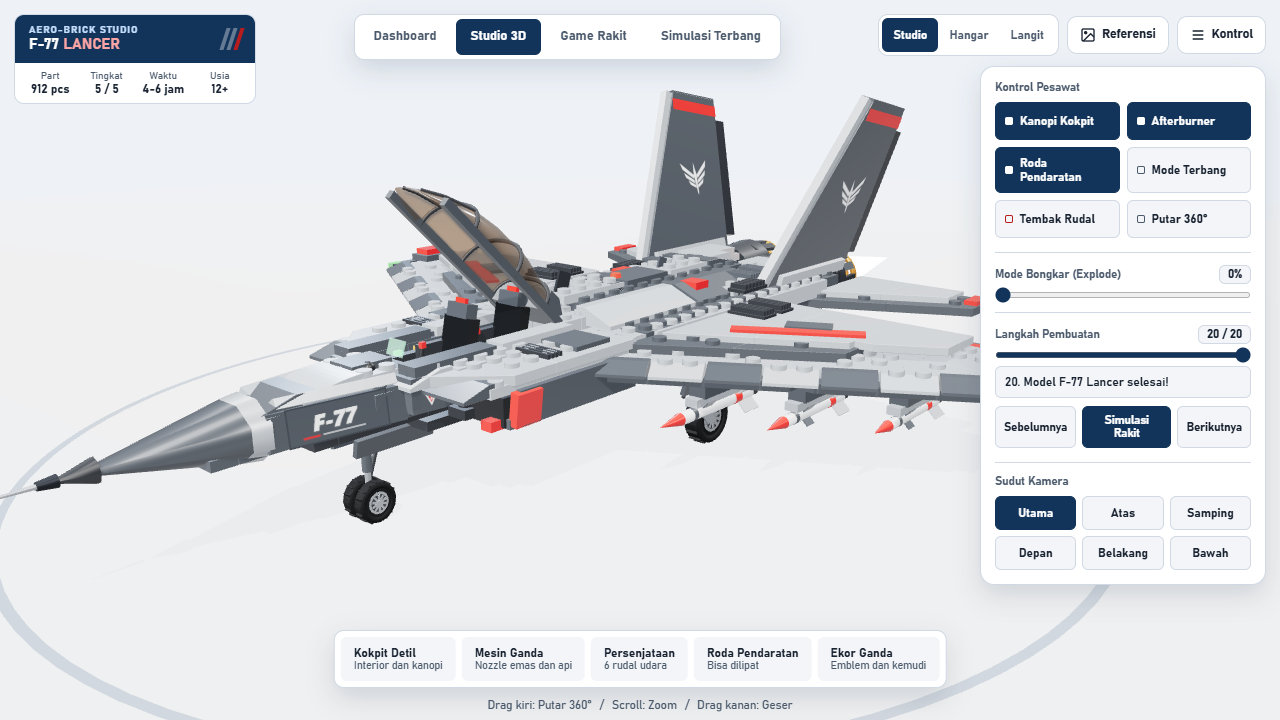 AERO-BRICK STUDIO
F-77 LANCER
Part
912 pcs
Tingkat
5 / 5
Waktu
4-6 jam
Usia
12+
Dashboard
Studio 3D
Game Rakit
Simulasi Terbang
Studio
Hangar
Langit
Referensi
Kontrol
Kontrol Pesawat
Kanopi Kokpit
Afterburner
Roda
Pendaratan
Mode Terbang
Tembak Rudal
Putar 360°
Mode Bongkar (Explode)
0%
Langkah Pembuatan
20 / 20
20. Model F-77 Lancer selesai!
Sebelumnya
Simulasi
Rakit
Berikutnya
Sudut Kamera
Utama
Atas
Samping
Depan
Belakang
Bawah
F-77
Kokpit Detil
Interior dan kanopi
Mesin Ganda
Nozzle emas dan api
Persenjataan
6 rudal udara
Roda Pendaratan
Bisa dilipat
Ekor Ganda
Emblem dan kemudi
Drag kiri: Putar 360° / Scroll: Zoom / Drag kanan: Geser